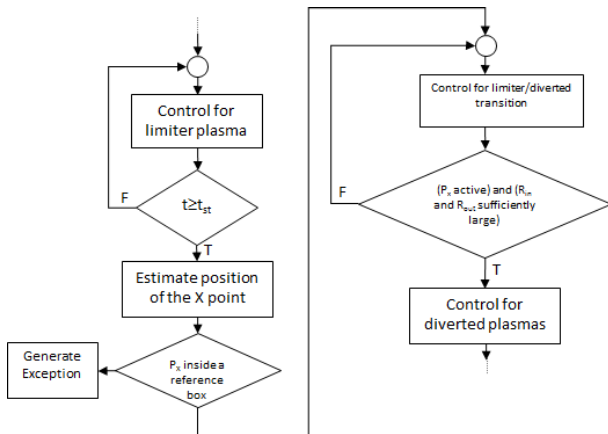 Control for
limiter plasma
F
t≥t_st
T
Estimate position
of the X point
Generate
Exception
P_x inside a
reference
box
Control for limiter/diverted
transition
F
(P_x active) and (R_in
and R_out sufficiently
large)
T
Control for
diverted plasmas